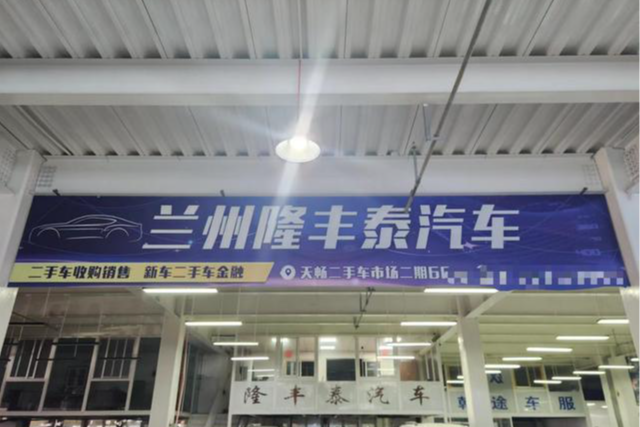 兰州隆丰泰汽车
二手车收购销售 新车二手车金融 天畅二手车市场二期
隆丰泰汽车
途车服